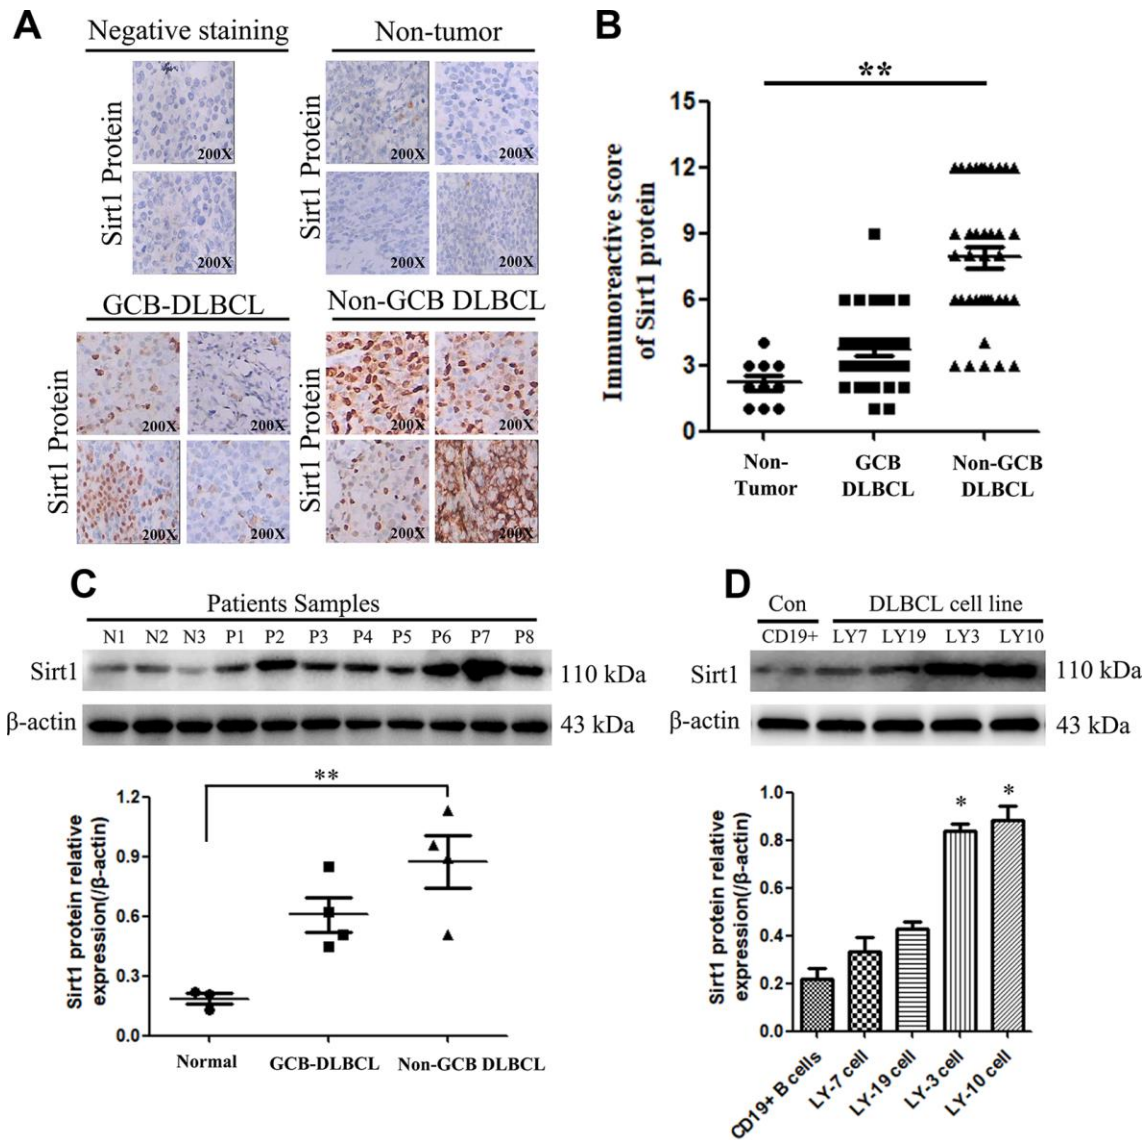 A
Negative staining
Non-tumor
Sirt1 Protein
200X
200X
Sirt1 Protein
200X
200X
200X
200X
GCB-DLBCL
Non-GCB DLBCL
Sirt1 Protein
200X
200X
200X
200X
Sirt1 Protein
200X
200X
200X
200X
B
**
Immunoreactive score
of Sirt1 protein
15
12
9
6
3
0
Non-
Tumor
GCB
DLBCL
Non-GCB
DLBCL
C
Patients Samples
N1 N2 N3 P1 P2 P3 P4 P5 P6 P7 P8
Sirt1
110 kDa
β-actin
43 kDa
**
Sirt1 protein relative
expression(/β-actin)
1.2
0.9
0.6
0.3
0.0
Normal
GCB-DLBCL
Non-GCB DLBCL
D
Con
DLBCL cell line
CD19+ LY7 LY19 LY3 LY10
Sirt1
110 kDa
β-actin
43 kDa
Sirt1 protein relative
expression(/β-actin)
1.0
0.8
0.6
0.4
0.2
0.0
*
*
CD19+ B cells
LY-7 cell
LY-19 cell
LY-3 cell
LY-10 cell